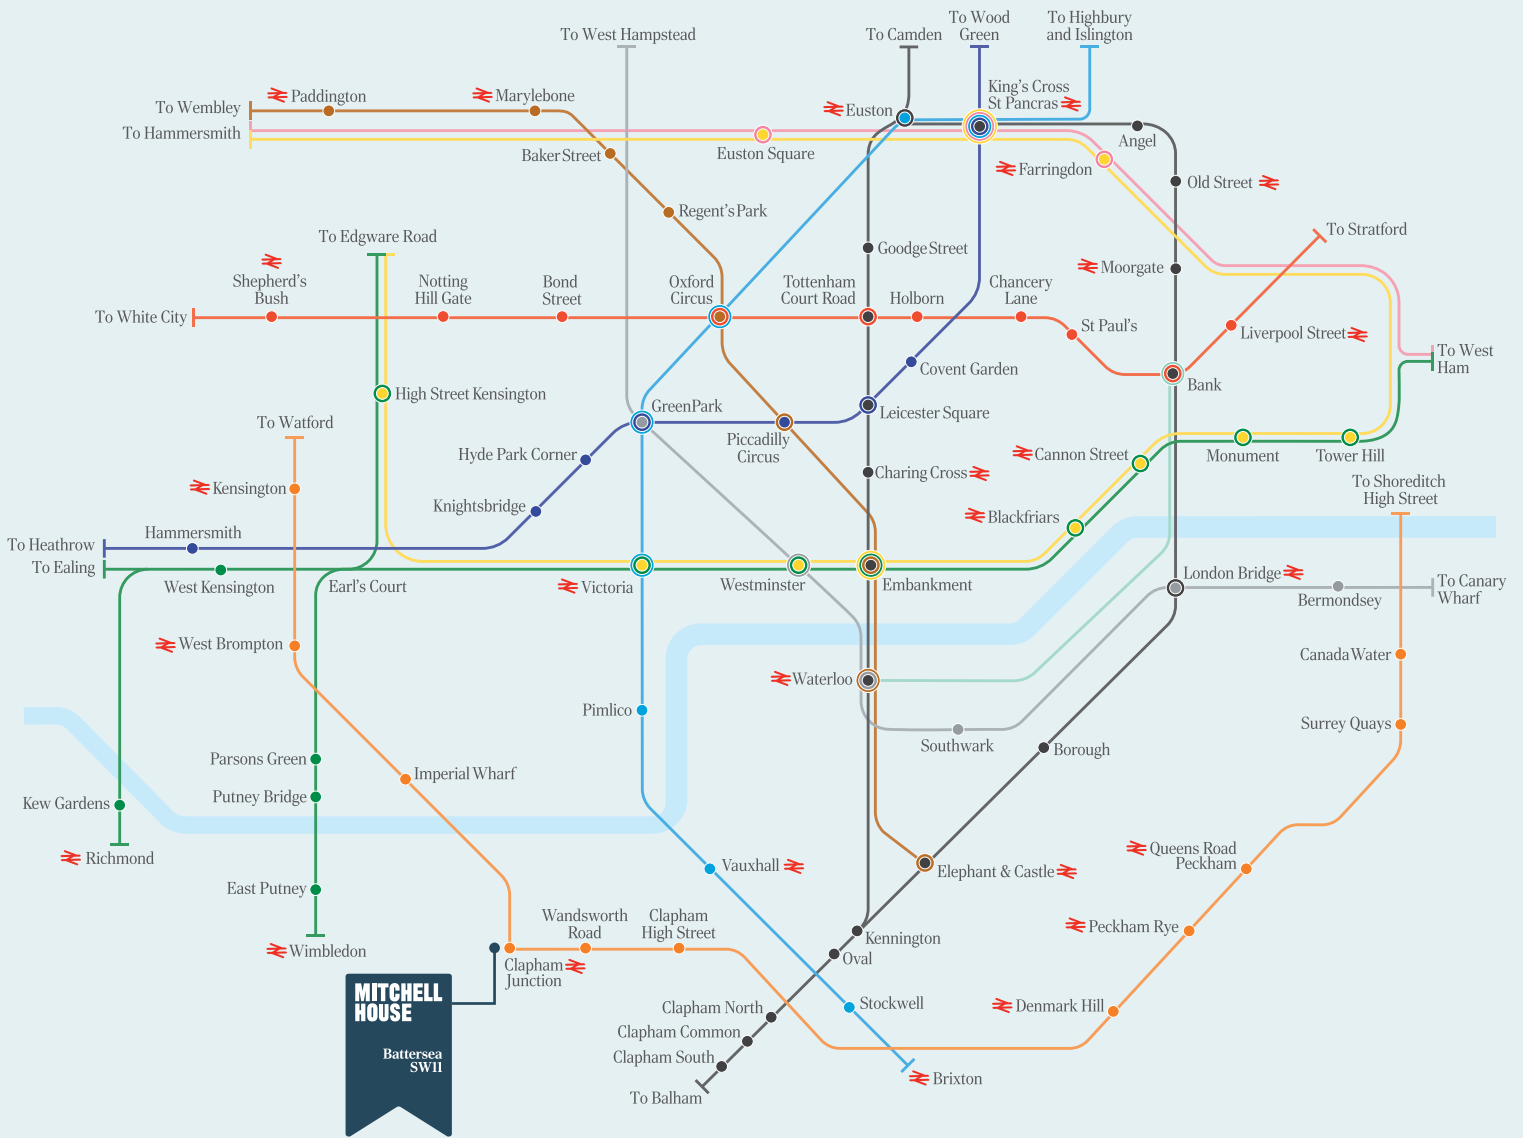 To West Hampstead
To Camden
To Wood
Green
To Highbury
and Islington
To Wembley
Paddington
Marylebone
Euston
King's Cross
St Pancras
To Hammersmith
Baker Street
Euston Square
Angel
Farringdon
Old Street
Regent's Park
To Edgware Road
Goodge Street
Moorgate
To Stratford
Shepherd's
Bush
Notting
Hill Gate
Bond
Street
Oxford
Circus
Tottenham
Court Road
Holborn
Chancery
Lane
To White City
St Paul's
Liverpool Street
To West
Ham
High Street Kensington
Covent Garden
Bank
To Watford
GreenPark
Leicester Square
Piccadilly
Circus
Hyde Park Corner
Charing Cross
Cannon Street
Monument
Tower Hill
Kensington
Knightsbridge
To Shoreditch
High Street
Blackfriars
Hammersmith
To Heathrow
To Ealing
West Kensington
Earl's Court
Victoria
Westminster
Embankment
London Bridge
Bermondsey
To Canary
Wharf
West Brompton
Canada Water
Waterloo
Pimlico
Surrey Quays
Southwark
Borough
Parsons Green
Imperial Wharf
Putney Bridge
Kew Gardens
Richmond
Vauxhall
Elephant & Castle
Queens Road
Peckham
East Putney
Wandsworth
Road
Clapham
High Street
Peckham Rye
Kennington
Wimbledon
Oval
Clapham
Junction
MITCHELL
HOUSE
Battersea
SW11
Stockwell
Clapham North
Denmark Hill
Clapham Common
Clapham South
Brixton
To Balham